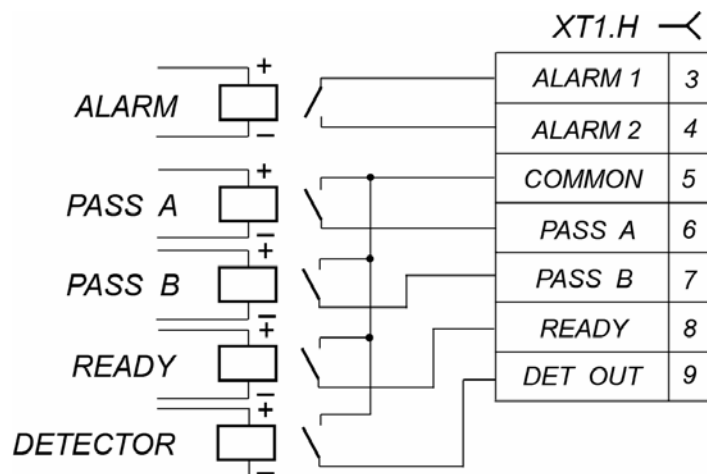 XT1.H
+
ALARM 1 3
ALARM
–
ALARM 2 4
+
COMMON 5
PASS A
PASS A 6
–
+
PASS B 7
PASS B
–
+
READY 8
READY
DET OUT 9
–
+
DETECTOR
–